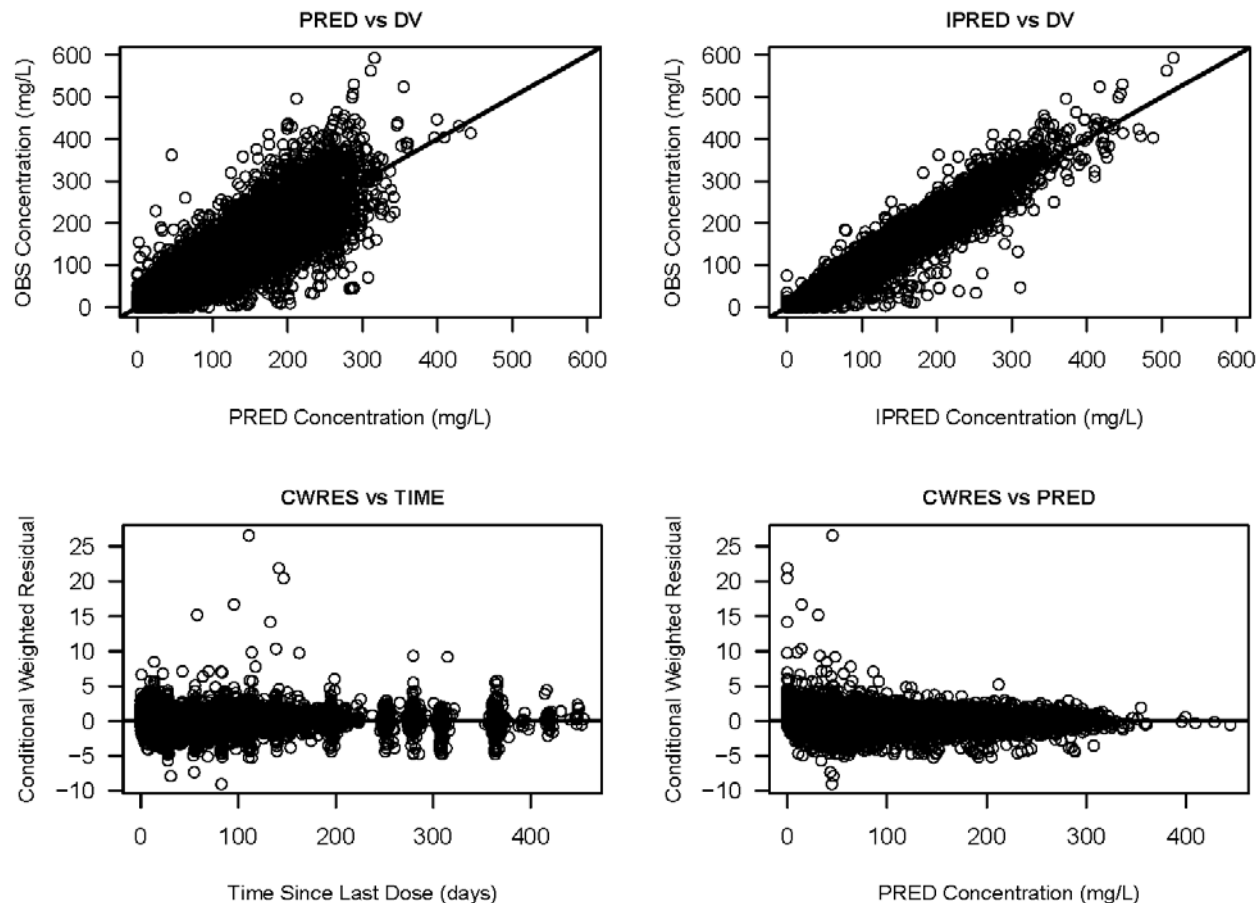 PRED vs DV
OBS Concentration (mg/L)
600
500
400
300
200
100
0
0 100 200 300 400 500 600
PRED Concentration (mg/L)
IPRED vs DV
OBS Concentration (mg/L)
600
500
400
300
200
100
0
0 100 200 300 400 500 600
IPRED Concentration (mg/L)
CWRES vs TIME
Conditional Weighted Residual
25
20
15
10
5
0
−5
−10
0 100 200 300 400
Time Since Last Dose (days)
CWRES vs PRED
Conditional Weighted Residual
25
20
15
10
5
0
−5
−10
0 100 200 300 400
PRED Concentration (mg/L)